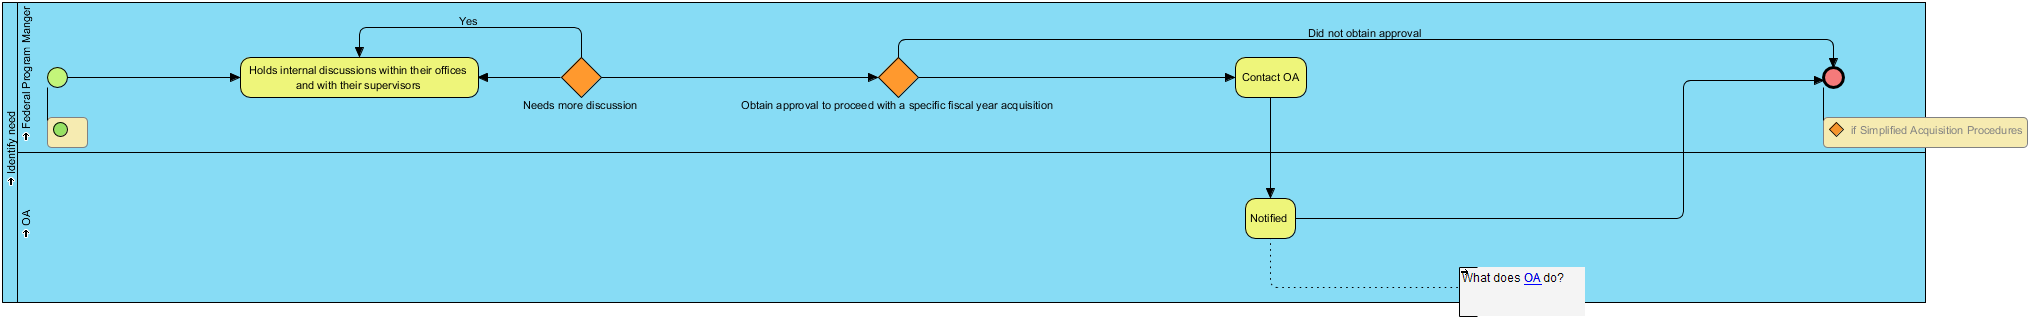 Identify need
Federal Program Manger
Yes
Holds internal discussions within their offices
and with their supervisors
Needs more discussion
Obtain approval to proceed with a specific fiscal year acquisition
Did not obtain approval
Contact OA
if Simplified Acquisition Procedures
OA
Notified
What does OA do?